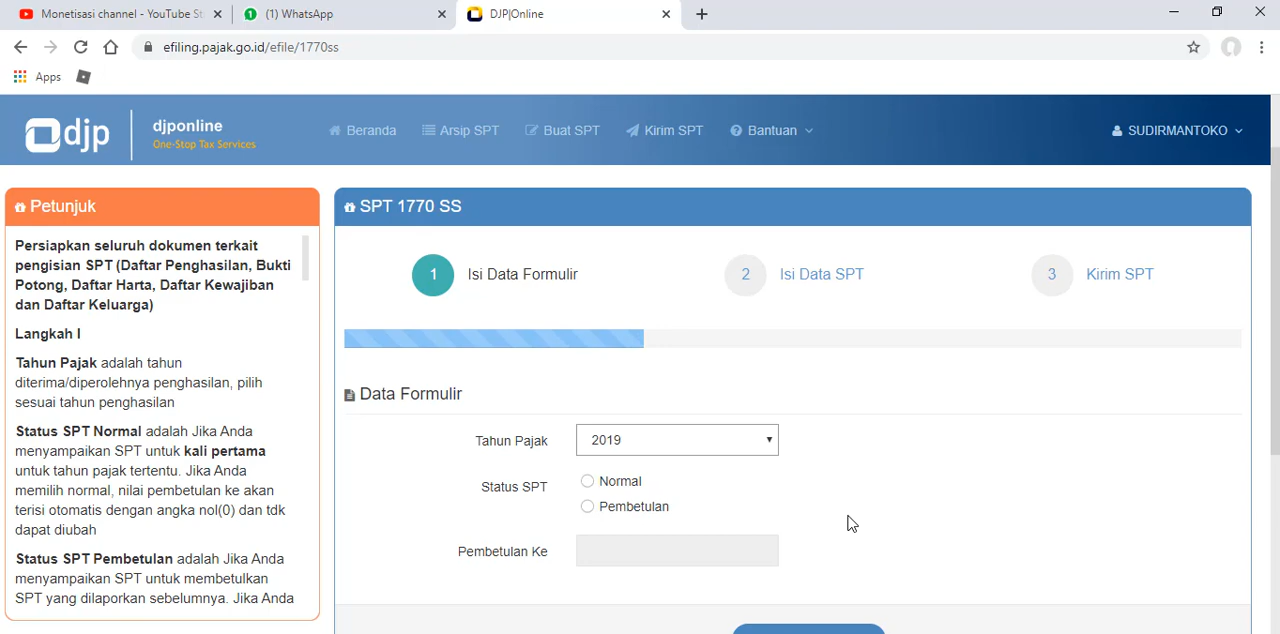 Monetisasi channel - YouTube St
(1) WhatsApp
DJP|Online
efiling.pajak.go.id/efile/1770ss
Apps
djp
djponline
One-Stop Tax Services
Beranda
Arsip SPT
Buat SPT
Kirim SPT
Bantuan
SUDIRMANTOKO
Petunjuk
Persiapkan seluruh dokumen terkait
pengisian SPT (Daftar Penghasilan, Bukti
Potong, Daftar Harta, Daftar Kewajiban
dan Daftar Keluarga)
Langkah I
Tahun Pajak adalah tahun
diterima/diperolehnya penghasilan, pilih
sesuai tahun penghasilan
Status SPT Normal adalah Jika Anda
menyampaikan SPT untuk kali pertama
untuk tahun pajak tertentu. Jika Anda
memilih normal, nilai pembetulan ke akan
terisi otomatis dengan angka nol(0) dan tdk
dapat diubah
Status SPT Pembetulan adalah Jika Anda
menyampaikan SPT untuk membetulkan
SPT yang dilaporkan sebelumnya. Jika Anda
SPT 1770 SS
1 Isi Data Formulir
2 Isi Data SPT
3 Kirim SPT
Data Formulir
Tahun Pajak 2019
Status SPT
Normal
Pembetulan
Pembetulan Ke